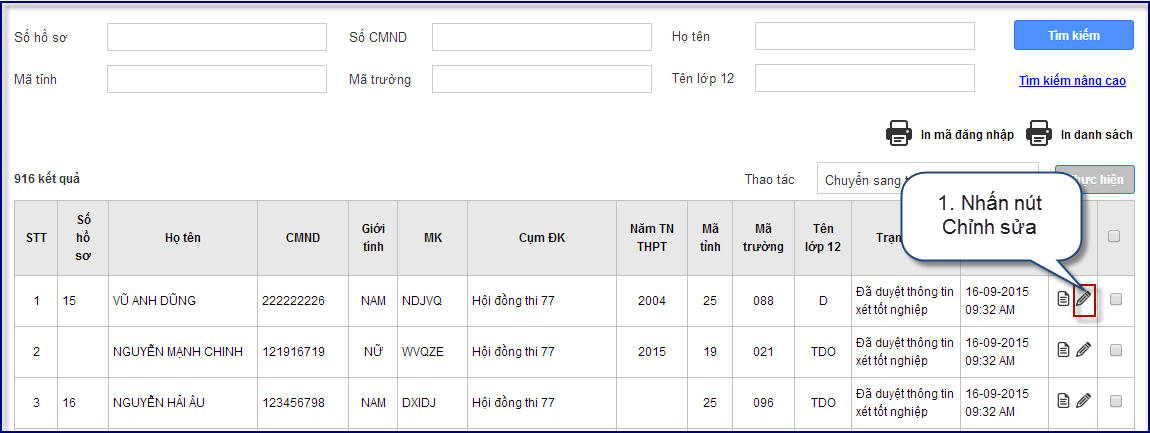 Số hồ sơ Số CMND Họ tên Tìm kiếm
Mã tỉnh Mã trường Tên lớp 12 Tìm kiếm nâng cao
In mã đăng nhập In danh sách
916 kết quả Thao tác Chuyển sang ực hiện
1. Nhấn nút
Chỉnh sửa
STT Số hồ sơ Họ tên CMND Giới tính MK Cụm ĐK Năm TN THPT Mã tỉnh Mã trường Tên lớp 12 Trạn
1 15 VŨ ANH DŨNG 222222226 NAM NDJVQ Hội đồng thi 77 2004 25 088 D Đã duyệt thông tin xét tốt nghiệp 16-09-2015 09:32 AM
2 NGUYỄN MẠNH CHINH 121916719 NỮ WVQZE Hội đồng thi 77 2015 19 021 TDO Đã duyệt thông tin xét tốt nghiệp 16-09-2015 09:32 AM
3 16 NGUYỄN HẢI ÂU 123456798 NAM DXIDJ Hội đồng thi 77 25 096 TDO Đã duyệt thông tin xét tốt nghiệp 16-09-2015 09:32 AM